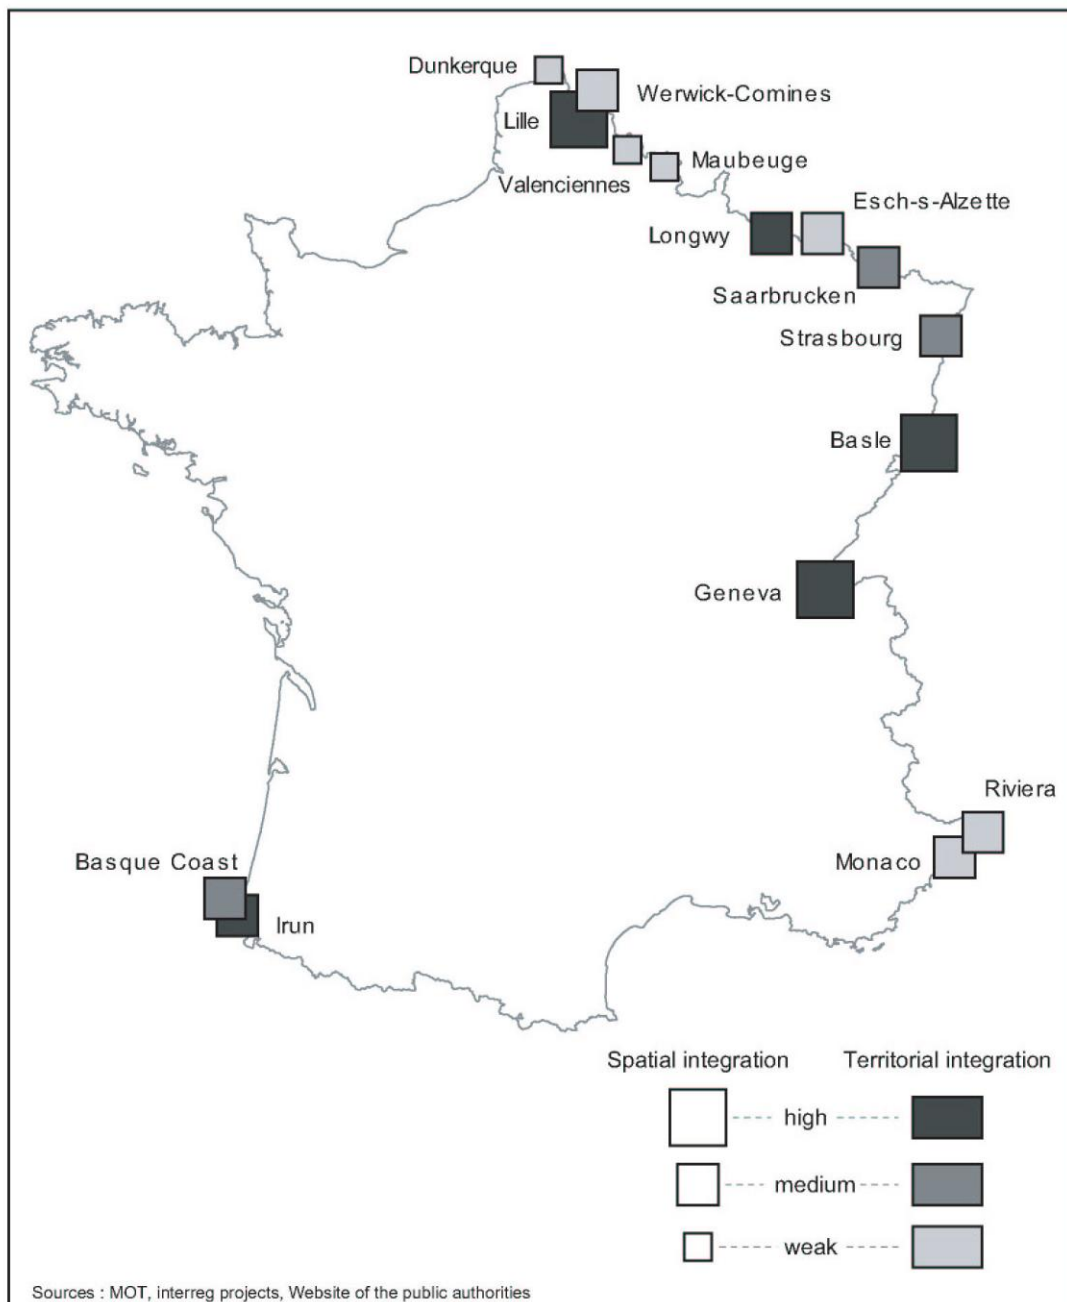 Dunkerque
Werwick-Comines
Lille
Maubeuge
Valenciennes
Esch-s-Alzette
Longwy
Saarbrucken
Strasbourg
Basle
Geneva
Riviera
Basque Coast
Monaco
Irun
Spatial integration Territorial integration
high
medium
weak
Sources : MOT, interreg projects, Website of the public authorities